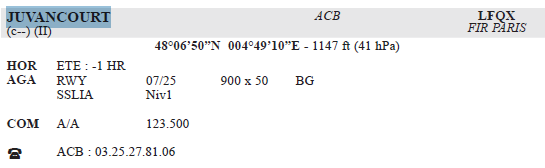 JUVANCOURT ACB LFQX
(c--) (II) FIR PARIS
48°06’50”N 004°49’10”E - 1147 ft (41 hPa)
HOR ETE : -1 HR
AGA RWY 07/25 900 x 50 BG
SSLIA Niv1
COM A/A 123.500
☎ ACB : 03.25.27.81.06